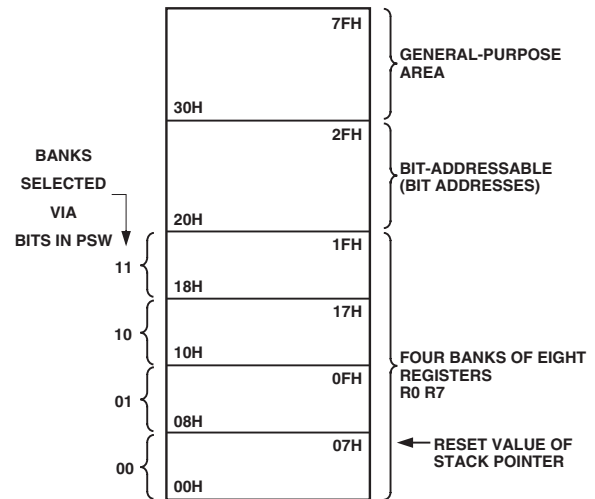 7FH
GENERAL-PURPOSE
AREA
30H
2FH
BANKS
SELECTED
VIA
BITS IN PSW
BIT-ADDRESSABLE
(BIT ADDRESSES)
20H
1FH
11
18H
17H
10
10H
FOUR BANKS OF EIGHT
REGISTERS
R0 R7
0FH
01
08H
07H
RESET VALUE OF
STACK POINTER
00
00H